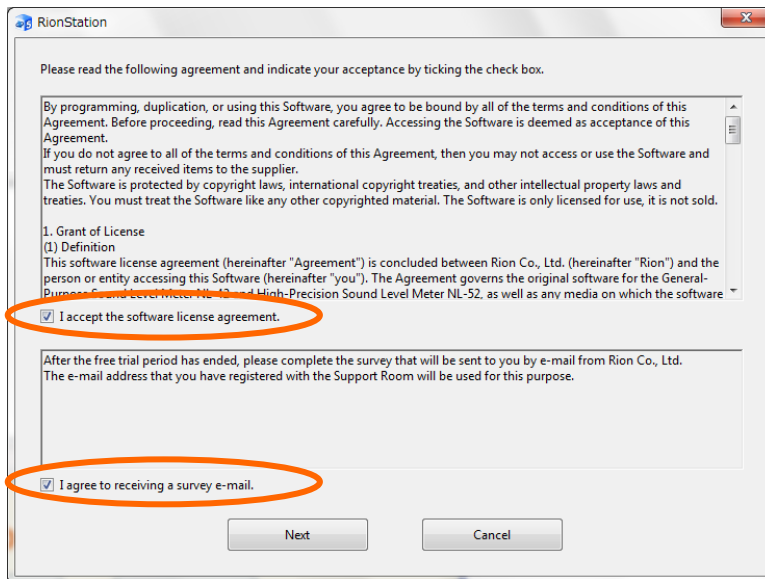 RionStation
Please read the following agreement and indicate your acceptance by ticking the check box.
By programming, duplication, or using this Software, you agree to be bound by all of the terms and conditions of this
Agreement. Before proceeding, read this Agreement carefully. Accessing the Software is deemed as acceptance of this
Agreement.
If you do not agree to all of the terms and conditions of this Agreement, then you may not access or use the Software and
must return any received items to the supplier.
The Software is protected by copyright laws, international copyright treaties, and other intellectual property laws and
treaties. You must treat the Software like any other copyrighted material. The Software is only licensed for use, it is not sold.
1. Grant of License
(1) Definition
This software license agreement (hereinafter "Agreement") is concluded between Rion Co., Ltd. (hereinafter "Rion") and the
person or entity accessing this Software (hereinafter "you"). The Agreement governs the original software for the General-
Purpose Sound Level Meter NL-42 and High-Precision Sound Level Meter NL-52, as well as any media on which the software
I accept the software license agreement.
After the free trial period has ended, please complete the survey that will be sent to you by e-mail from Rion Co., Ltd.
The e-mail address that you have registered with the Support Room will be used for this purpose.
I agree to receiving a survey e-mail.
Next
Cancel